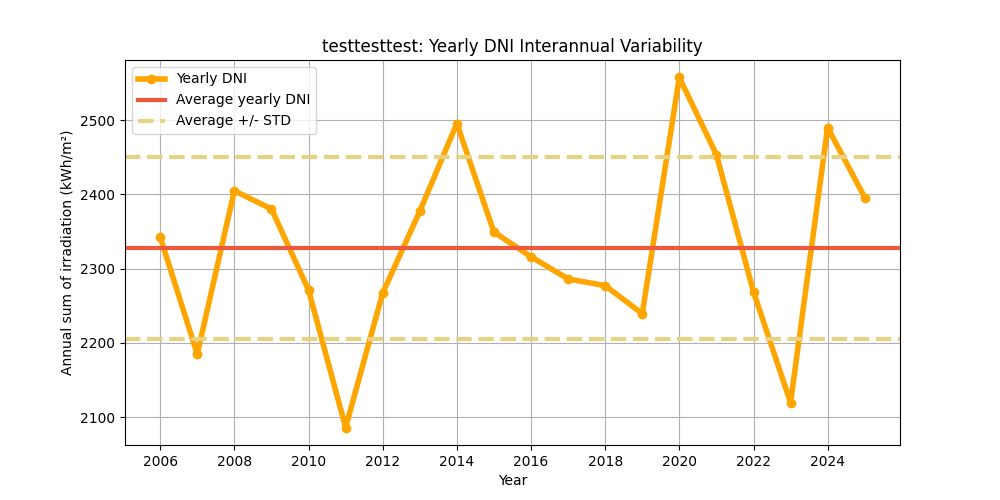 testtesttest: Yearly DNI Interannual Variability
Yearly DNI
Average yearly DNI
Average +/- STD
Annual sum of irradiation (kWh/m²)
2500
2400
2300
2200
2100
2006 2008 2010 2012 2014 2016 2018 2020 2022 2024
Year